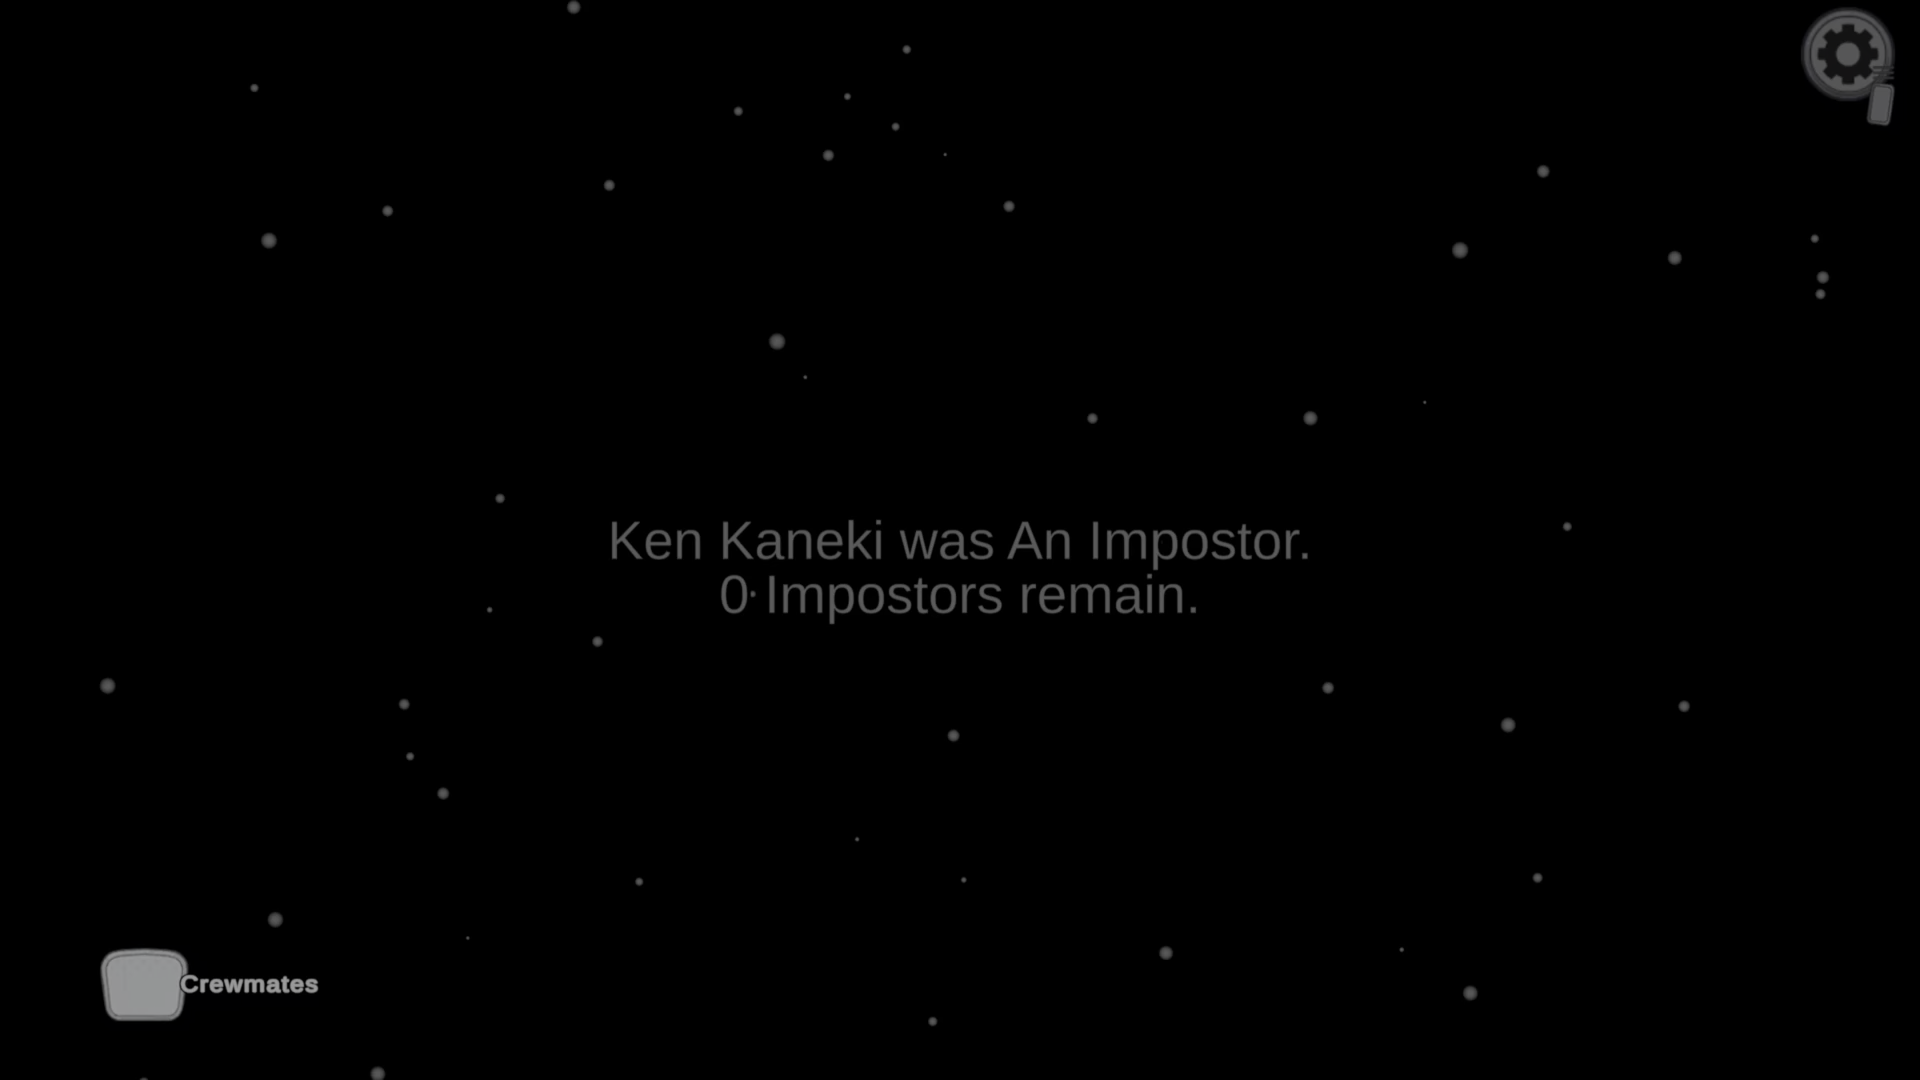 Ken Kaneki was An Impostor.
0 Impostors remain.
Crewmates